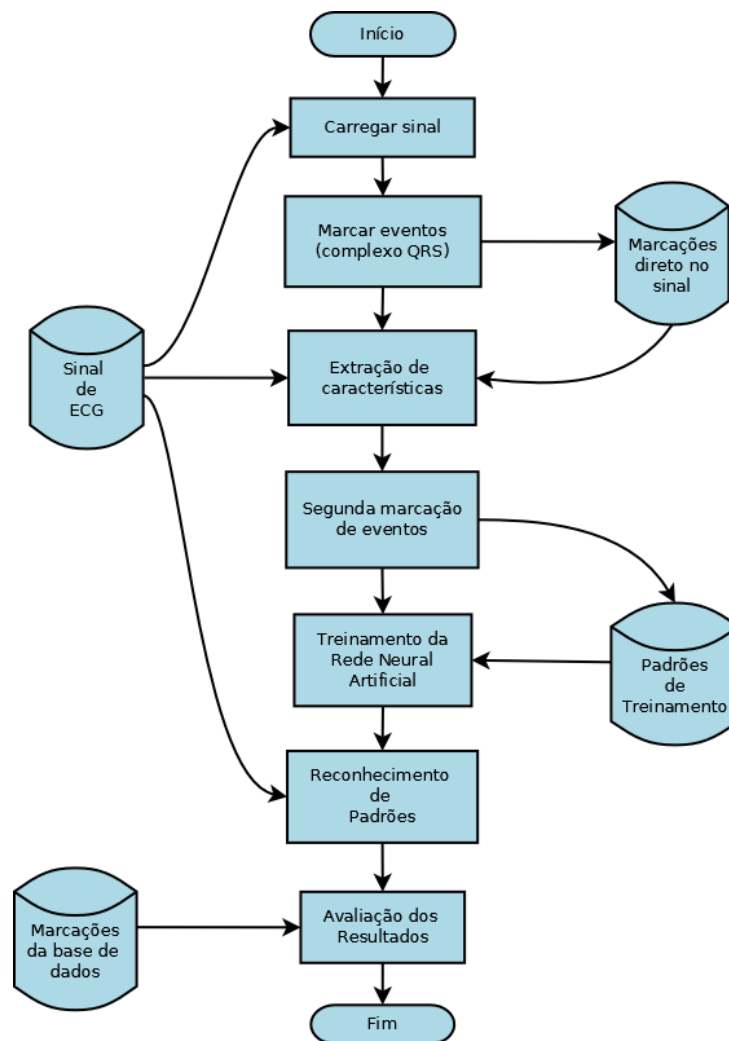 Início
Carregar sinal
Marcar eventos
(complexo QRS)
Marcações
direto no
sinal
Sinal
de
ECG
Extração de
características
Segunda marcação
de eventos
Treinamento da
Rede Neural
Artificial
Padrões
de
Treinamento
Reconhecimento
de
Padrões
Marcações
da base de
dados
Avaliação dos
Resultados
Fim